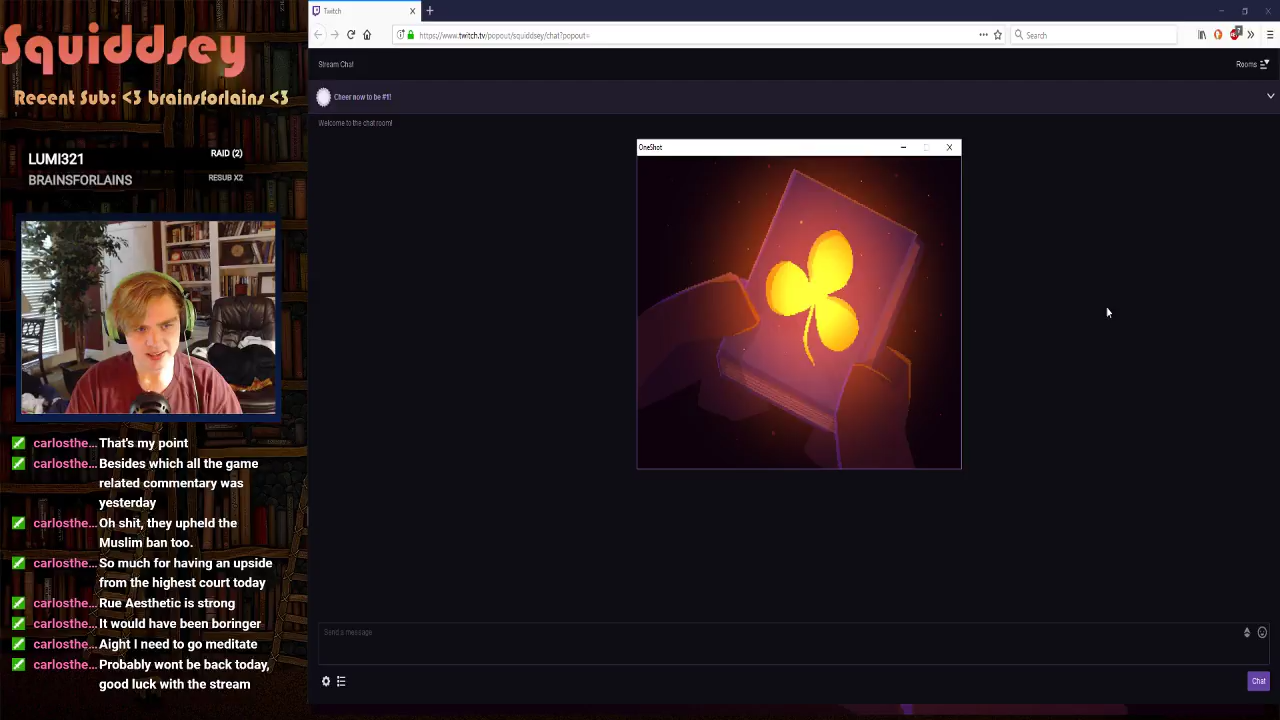 Squiddsey
Recent Sub: <3 brainsforlains <3
LUMI321
RAID (2)
BRAINSFORLAINS
RESUB X2
carlosthe... That's my point
carlosthe... Besides which all the game
related commentary was
yesterday
carlosthe... Oh shit, they upheld the
Muslim ban too.
carlosthe... So much for having an upside
from the highest court today
carlosthe... Rue Aesthetic is strong
carlosthe... It would have been boringer
carlosthe... Aight I need to go meditate
carlosthe... Probably wont be back today,
good luck with the stream
Twitch
https://www.twitch.tv/popout/squiddsey/chat?popout=
Search
Stream Chat
Rooms
Cheer now to be #1!
Welcome to the chat room!
OneShot
Send a message
Chat